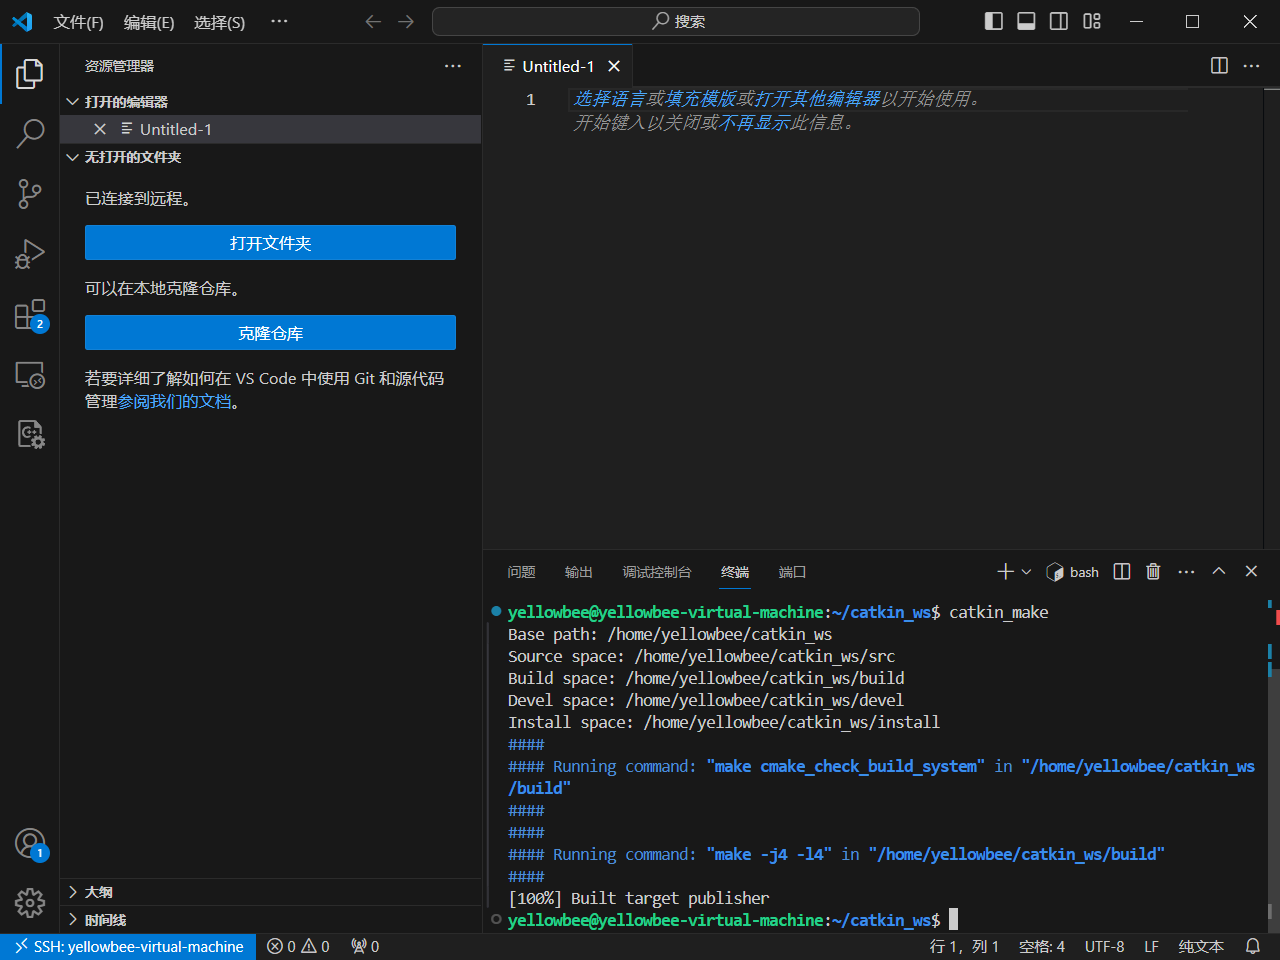 文件(F) 编辑(E) 选择(S) ··· 搜索
资源管理器
打开的编辑器
Untitled-1
无打开的文件夹
已连接到远程。
打开文件夹
可以在本地克隆仓库。
克隆仓库
若要详细了解如何在 VS Code 中使用 Git 和源代码
管理参阅我们的文档。
2
1
大纲
时间线
Untitled-1
1 选择语言或填充模版或打开其他编辑器以开始使用。
开始键入以关闭或不再显示此信息。
问题 输出 调试控制台 终端 端口 bash
yellowbee@yellowbee-virtual-machine:~/catkin_ws$ catkin_make
Base path: /home/yellowbee/catkin_ws
Source space: /home/yellowbee/catkin_ws/src
Build space: /home/yellowbee/catkin_ws/build
Devel space: /home/yellowbee/catkin_ws/devel
Install space: /home/yellowbee/catkin_ws/install
####
#### Running command: "make cmake_check_build_system" in "/home/yellowbee/catkin_ws
/build"
####
####
#### Running command: "make -j4 -l4" in "/home/yellowbee/catkin_ws/build"
####
[100%] Built target publisher
yellowbee@yellowbee-virtual-machine:~/catkin_ws$
SSH: yellowbee-virtual-machine 0 0 0 行 1，列 1 空格: 4 UTF-8 LF 纯文本